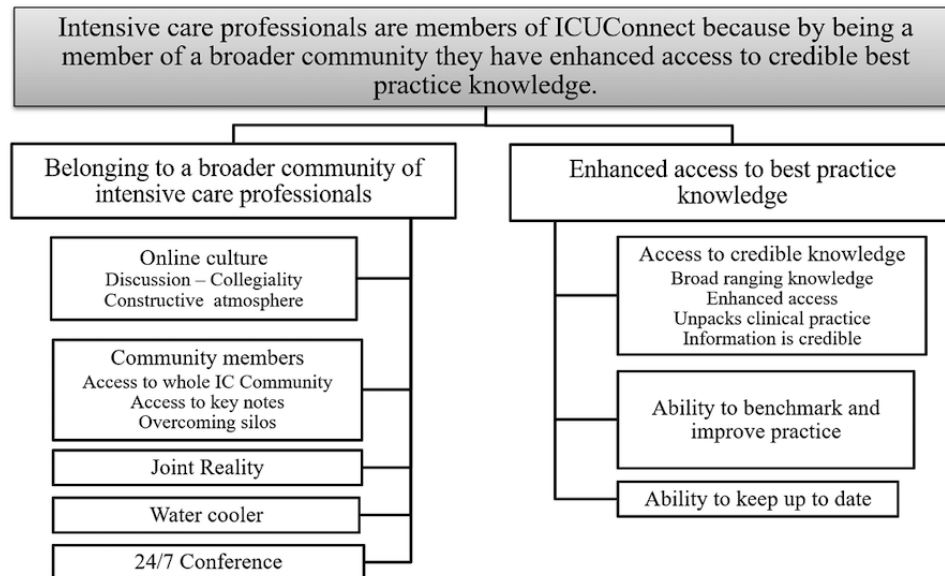 Intensive care professionals are members of ICUConnect because by being a
member of a broader community they have enhanced access to credible best
practice knowledge.
Belonging to a broader community of
intensive care professionals
Online culture
Discussion – Collegiality
Constructive atmosphere
Community members
Access to whole IC Community
Access to key notes
Overcoming silos
Joint Reality
Water cooler
24/7 Conference
Enhanced access to best practice
knowledge
Access to credible knowledge
Broad ranging knowledge
Enhanced access
Unpacks clinical practice
Information is credible
Ability to benchmark and
improve practice
Ability to keep up to date